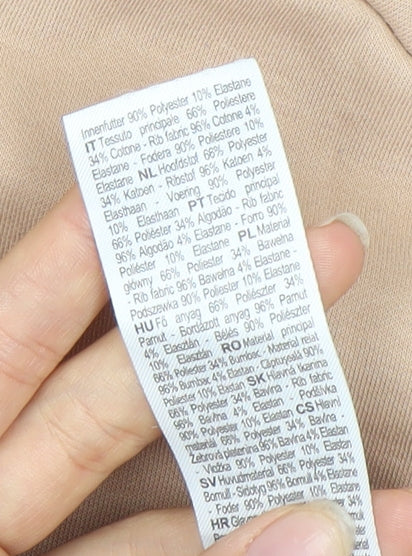 Innenfutter 90% Polyester 10% Elastane
IT Tessuto principale 66% Poliestere
34% Cotone - Rib fabric 96% Cotone 4%
Elastane - Fodera 90% Poliestere 10%
Elastane NL Hoofdstof 66% Polyester
34% Katoen - Ribstof 96% Katoen 4%
Elasthaan - Voering 90% Polyester
10% Elasthaan PT Tecido principal
66% Poliéster 34% Algodão - Rib fabric
96% Algodão 4% Elastane - Forro 90%
Poliéster 10% Elastane PL Materiał
główny 66% Poliester 34% Bawełna
- Rib fabric 96% Bawełna 4% Elastane -
Podszewka 90% Poliester 10% Elastane
HU Fő anyag 66% Poliészter 34%
Pamut - Bordázott anyag 96% Pamut
4% Elasztán - Bélés 90% Poliészter
10% Elasztán RO Material principal
66% Poliester 34% Bumbac - Material reiat
96% Bumbac 4% Elastan - Căptușeală 90%
Poliester 10% Elastan SK Hlavná tkanina
66% Polyester 34% Bavlna - Rib fabric
96% Bavlna 4% Elastan - Podšívka
90% Polyester 10% Elastan CS Hlavní
materiál 66% Polyester 34% Bavlna -
Žebrová pletenina 96% Bavlna 4% Elastan
- Vložka 90% Polyester 10% Elastan
SV Huvudmaterial 66% Polyester 34%
Bomull - 96% Bomull 4% Elastane
- Foder 90% Polyester 10% Elastane
HR